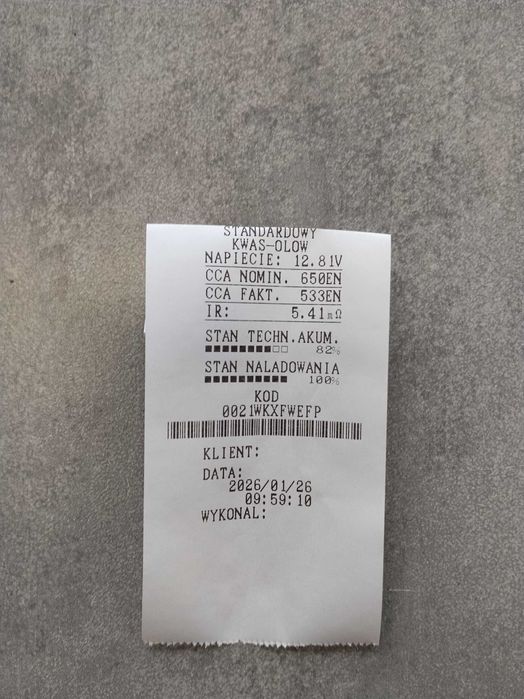 STANDARDOWY
KWAS-OLOW
NAPIECIE: 12.81V
CCA NOMIN. 650EN
CCA FAKT. 533EN
IR: 5.41mΩ
STAN TECHN.AKUM.
82%
STAN NALADOWANIA
100%
KOD
0021WKXFWEFP
KLIENT:
DATA:
2026/01/26
09:59:10
WYKONAL: